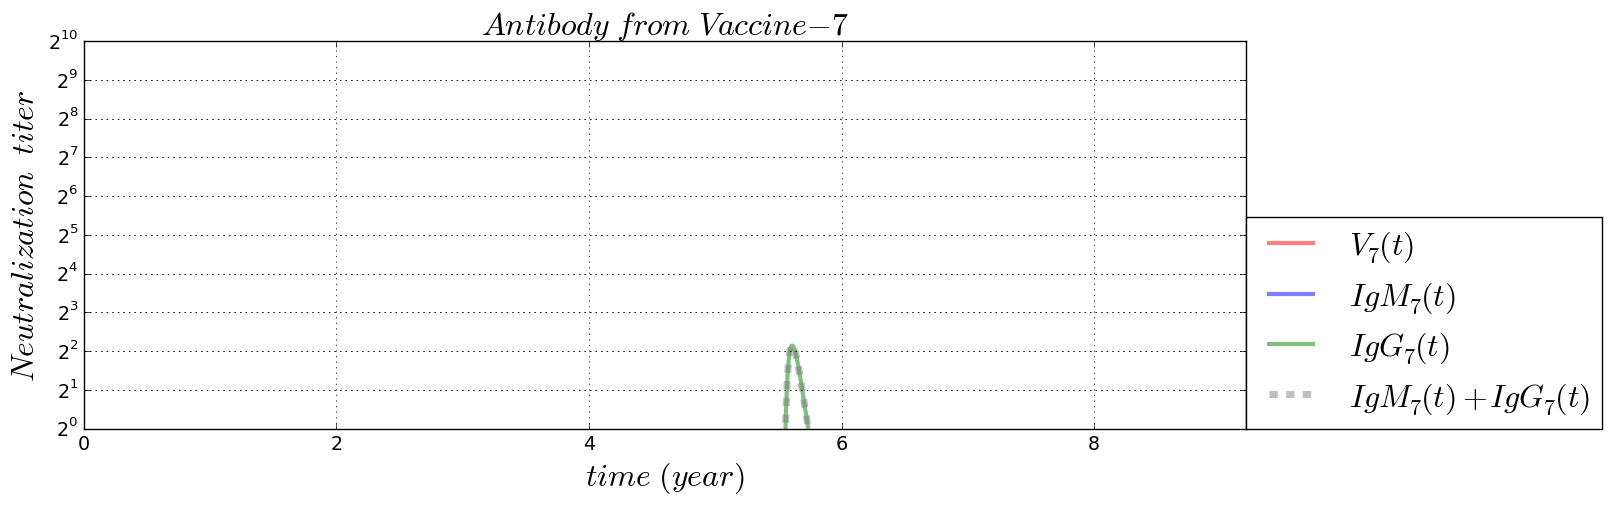 Antibody from Vaccine−7
Neutralization titer
2^10
2^9
2^8
2^7
2^6
2^5
2^4
2^3
2^2
2^1
2^0
0 2 4 6 8
time (year)
V_7(t)
IgM_7(t)
IgG_7(t)
IgM_7(t) + IgG_7(t)